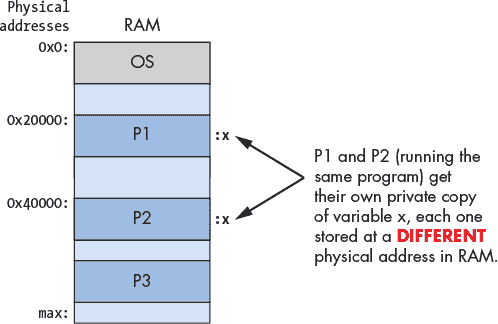 Physical
addresses
RAM
0x0:
OS
0x20000:
P1
:x
P1 and P2 (running the
same program) get
their own private copy
of variable x, each one
stored at a DIFFERENT
physical address in RAM.
0x40000:
P2
:x
P3
max: